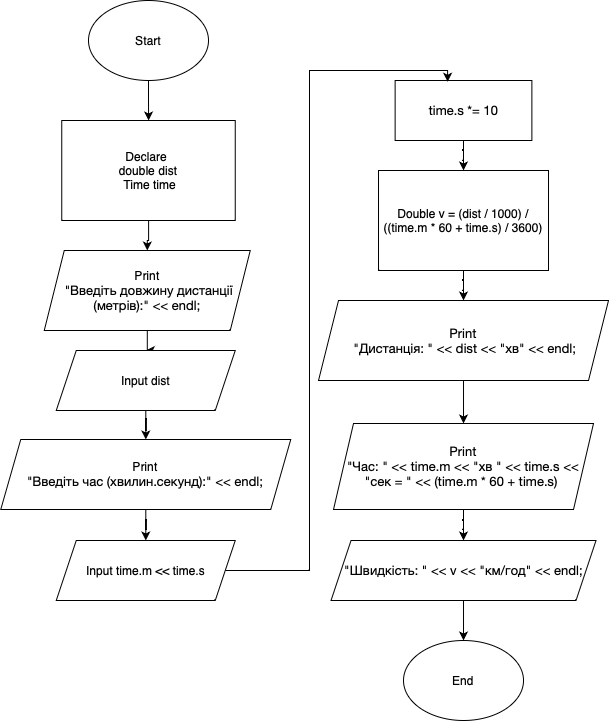 Start
Declare
double dist
Time time
Print
"Введіть довжину дистанції
(метрів):" << endl;
Input dist
Print
"Введіть час (хвилин.секунд):" << endl;
Input time.m << time.s
time.s *= 10
Double v = (dist / 1000) /
((time.m * 60 + time.s) / 3600)
Print
"Дистанція: " << dist << "хв" << endl;
Print
"Час: " << time.m << "хв " << time.s <<
"сек = " << (time.m * 60 + time.s)
"Швидкість: " << v << "км/год" << endl;
End